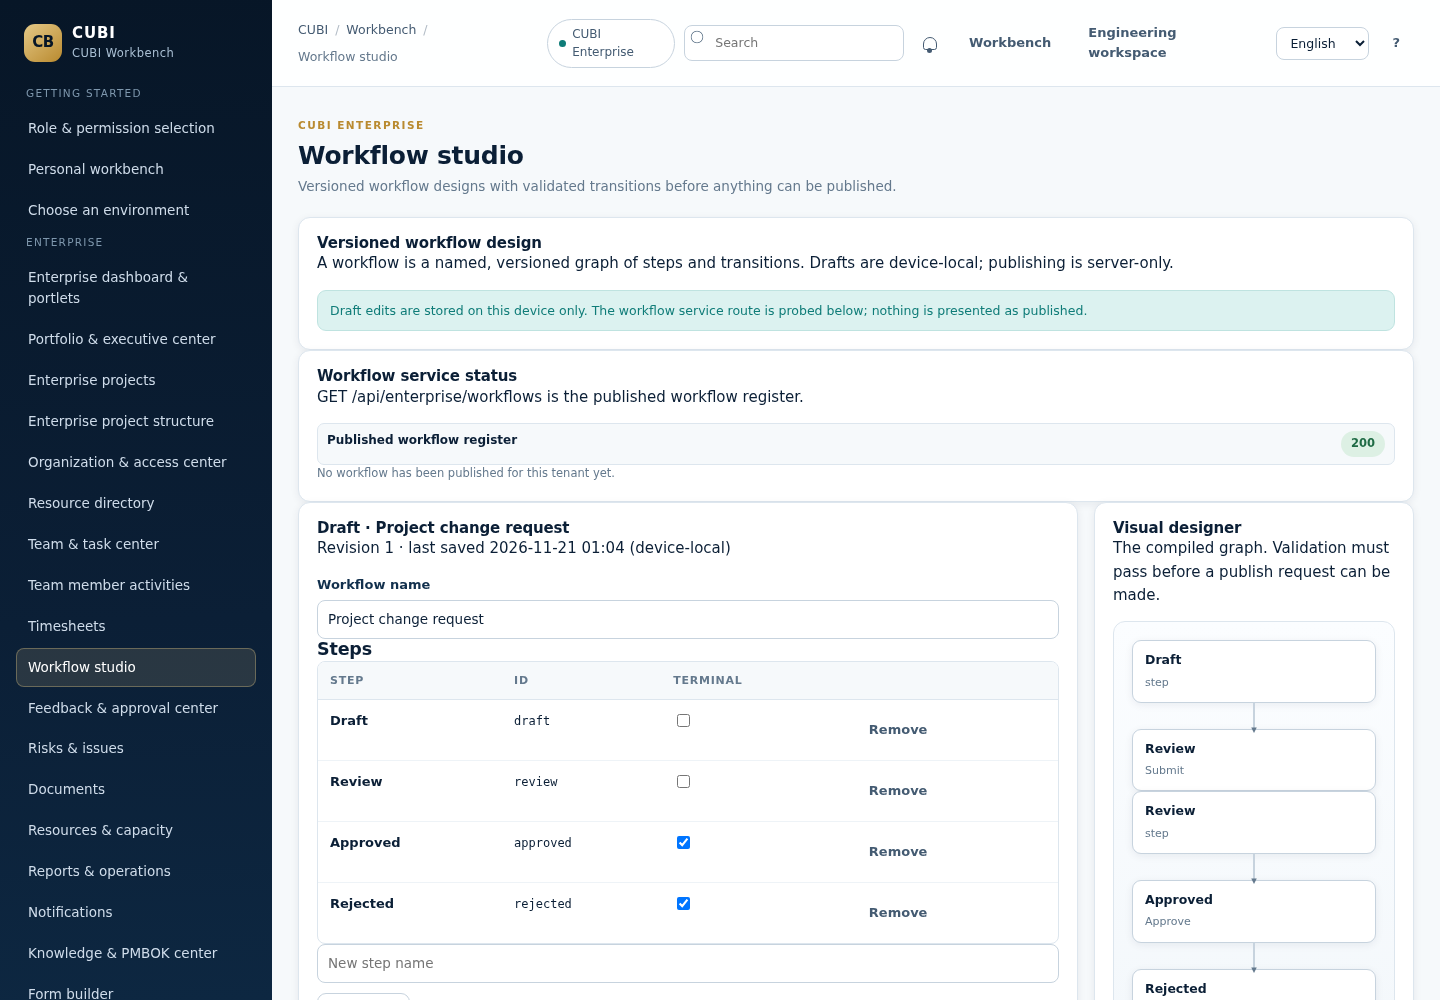 CB
CUBI
CUBI Workbench
GETTING STARTED
Role & permission selection
Personal workbench
Choose an environment
ENTERPRISE
Enterprise dashboard &
portlets
Portfolio & executive center
Enterprise projects
Enterprise project structure
Organization & access center
Resource directory
Team & task center
Team member activities
Timesheets
Workflow studio
Feedback & approval center
Risks & issues
Documents
Resources & capacity
Reports & operations
Notifications
Knowledge & PMBOK center
Form builder
CUBI / Workbench /
Workflow studio
CUBI
Enterprise
Search
Workbench
Engineering
workspace
English
?
CUBI ENTERPRISE
Workflow studio
Versioned workflow designs with validated transitions before anything can be published.
Versioned workflow design
A workflow is a named, versioned graph of steps and transitions. Drafts are device-local; publishing is server-only.
Draft edits are stored on this device only. The workflow service route is probed below; nothing is presented as published.
Workflow service status
GET /api/enterprise/workflows is the published workflow register.
Published workflow register 200
No workflow has been published for this tenant yet.
Draft · Project change request
Revision 1 · last saved 2026-11-21 01:04 (device-local)
Workflow name
Project change request
Steps
STEP ID TERMINAL
Draft draft Remove
Review review Remove
Approved approved Remove
Rejected rejected Remove
New step name
Visual designer
The compiled graph. Validation must
pass before a publish request can be
made.
Draft
step
Review
Submit
Review
step
Approved
Approve
Rejected